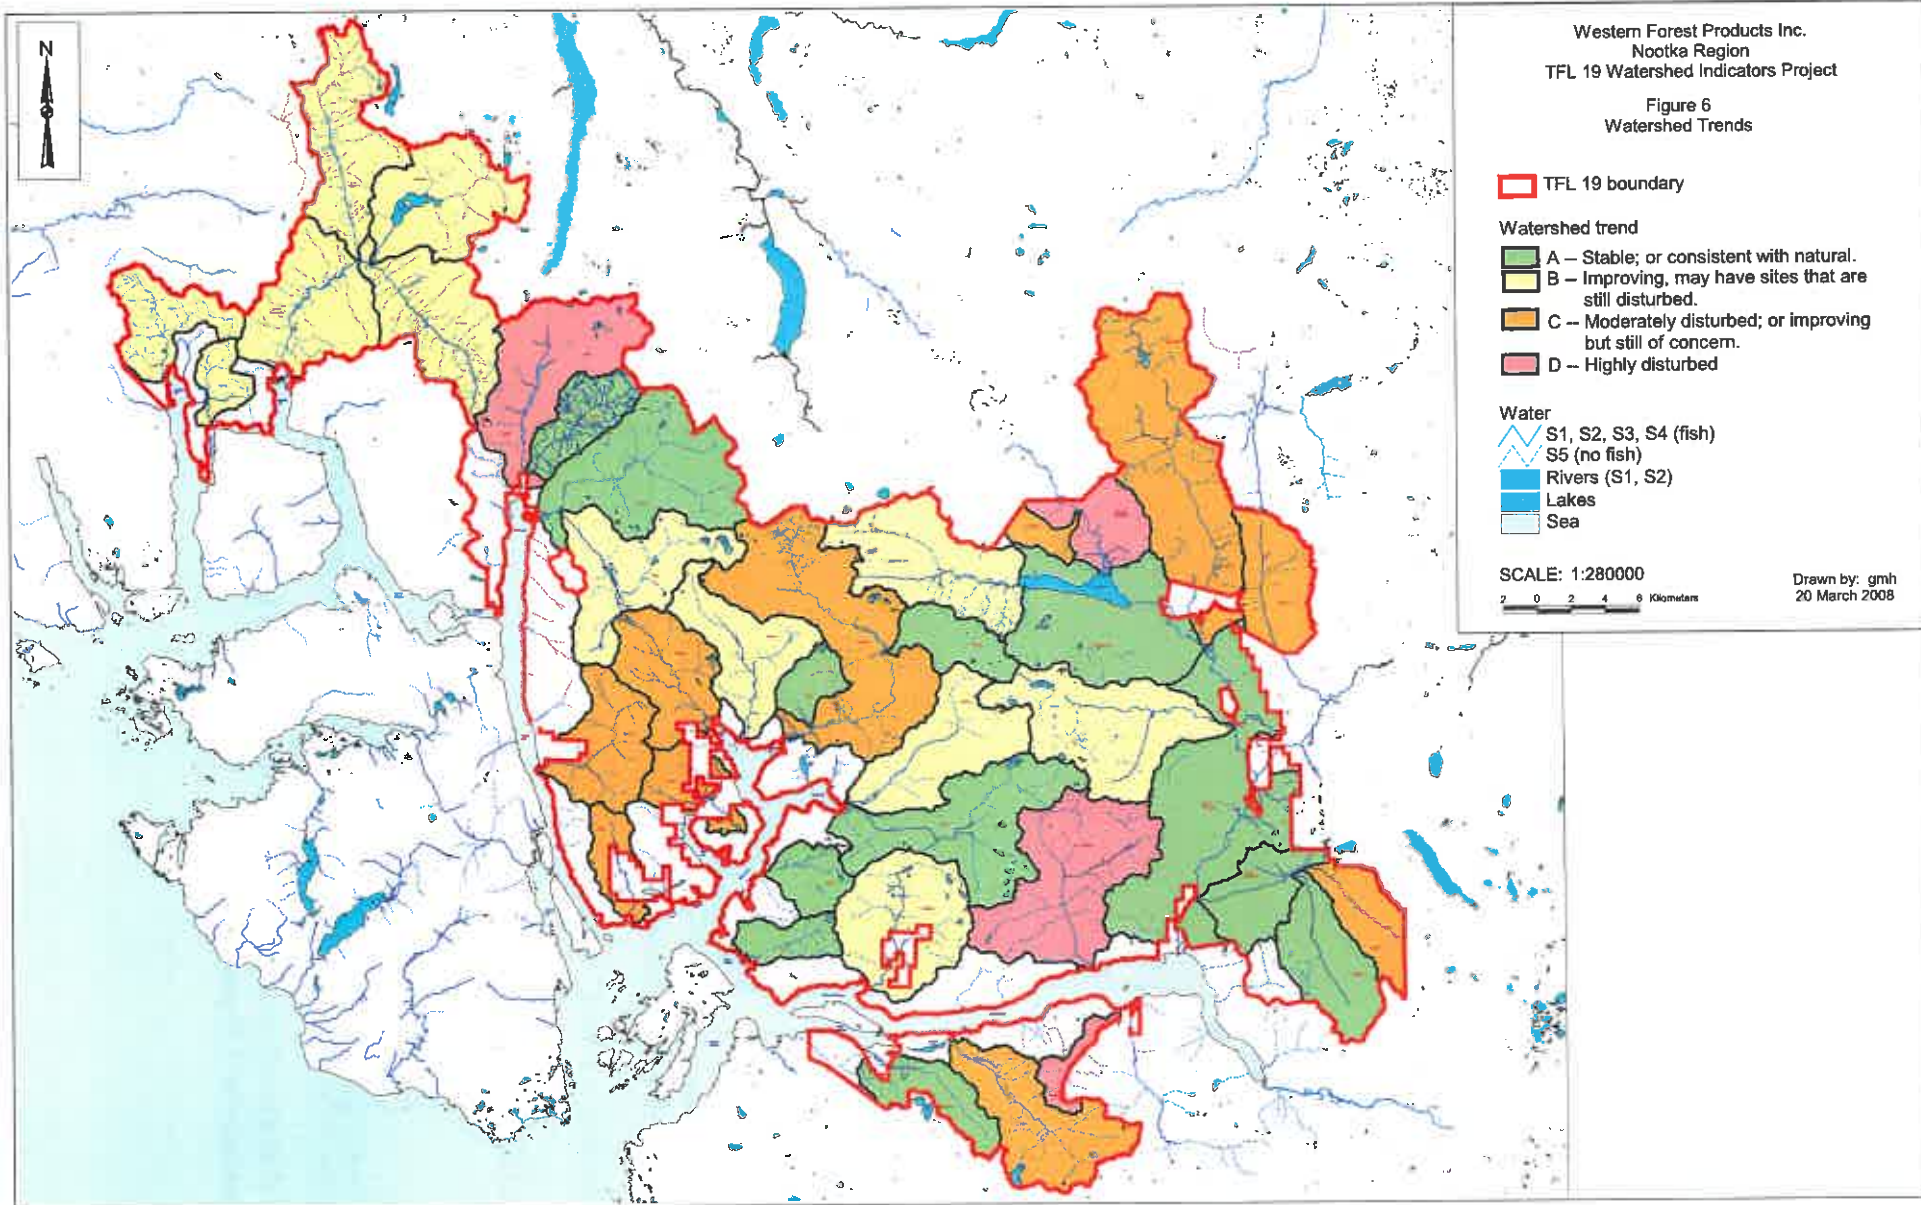 N
Western Forest Products Inc.
Nootka Region
TFL 19 Watershed Indicators Project
Figure 6
Watershed Trends
TFL 19 boundary
Watershed trend
A – Stable; or consistent with natural.
B – Improving, may have sites that are
still disturbed.
C -- Moderately disturbed; or improving
but still of concern.
D -- Highly disturbed
Water
S1, S2, S3, S4 (fish)
S5 (no fish)
Rivers (S1, S2)
Lakes
Sea
SCALE: 1:280000
2 0 2 4 6 Kilometers
Drawn by: gmh
20 March 2008